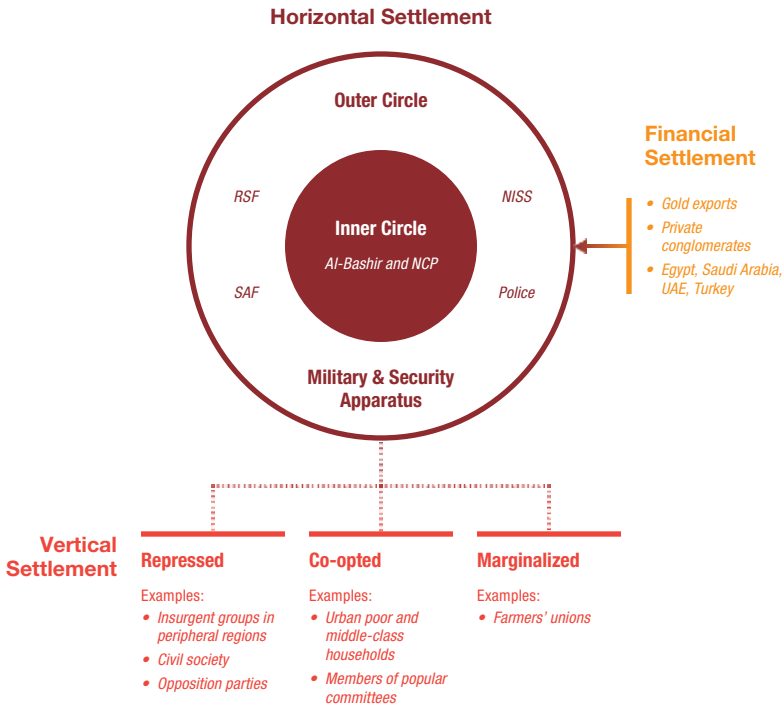 Horizontal Settlement
Outer Circle
RSF
NISS
Inner Circle
Al-Bashir and NCP
SAF
Police
Military & Security
Apparatus
Financial
Settlement
• Gold exports
• Private
conglomerates
• Egypt, Saudi Arabia,
UAE, Turkey
Vertical
Settlement
Repressed
Examples:
• Insurgent groups in
peripheral regions
• Civil society
• Opposition parties
Co-opted
Examples:
• Urban poor and
middle-class
households
• Members of popular
committees
Marginalized
Examples:
• Farmers' unions